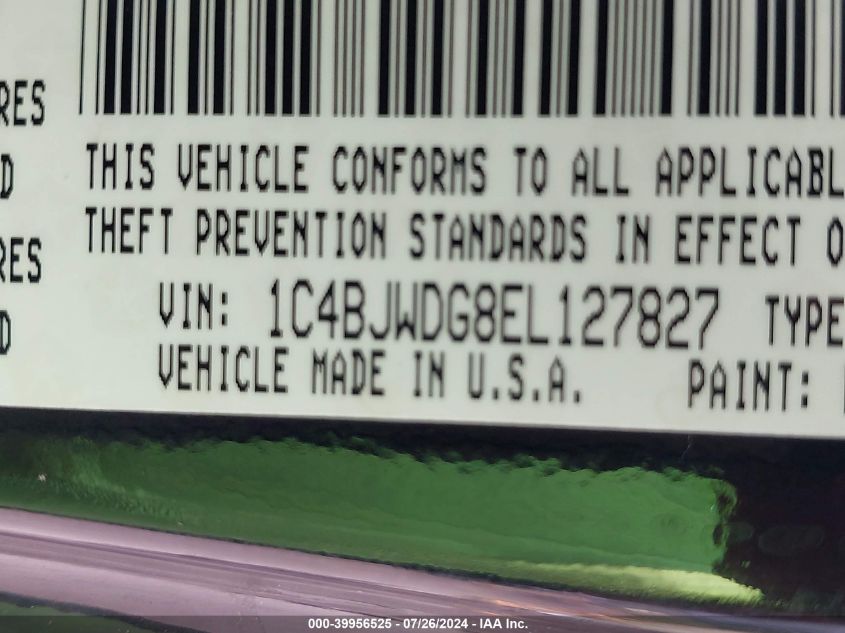 RES
THIS VEHICLE CONFORMS TO ALL APPLICABL
D
THEFT PREVENTION STANDARDS IN EFFECT O
RES
VIN: 1C4BJWDG8EL127827 TYPE
D
VEHICLE MADE IN U.S.A. PAINT:
000-39956525 - 07/26/2024 - IAA Inc.